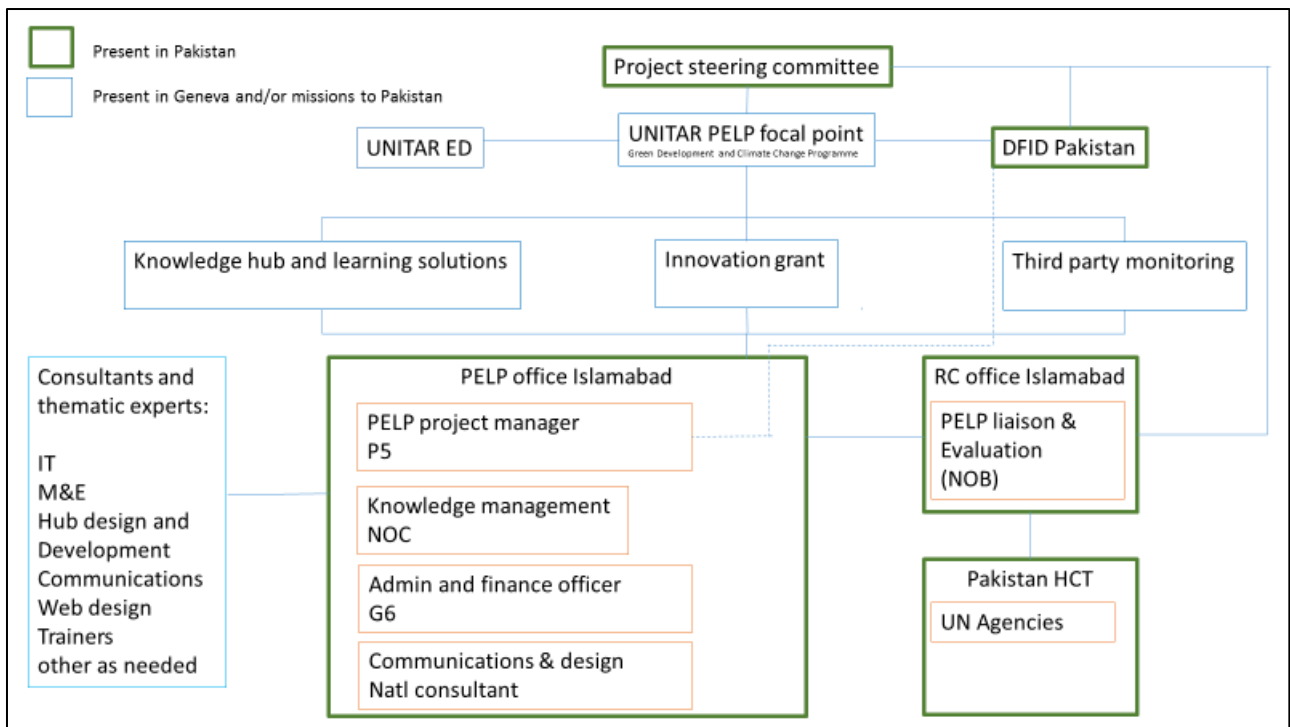 Present in Pakistan
Present in Geneva and/or missions to Pakistan
Project steering committee
UNITAR ED
UNITAR PELP focal point
Green Development and Climate Change Programme
DFID Pakistan
Knowledge hub and learning solutions
Innovation grant
Third party monitoring
Consultants and
thematic experts:
IT
M&E
Hub design and
Development
Communications
Web design
Trainers
other as needed
PELP office Islamabad
PELP project manager
P5
Knowledge management
NOC
Admin and finance officer
G6
Communications & design
Natl consultant
RC office Islamabad
PELP liaison &
Evaluation
(NOB)
Pakistan HCT
UN Agencies